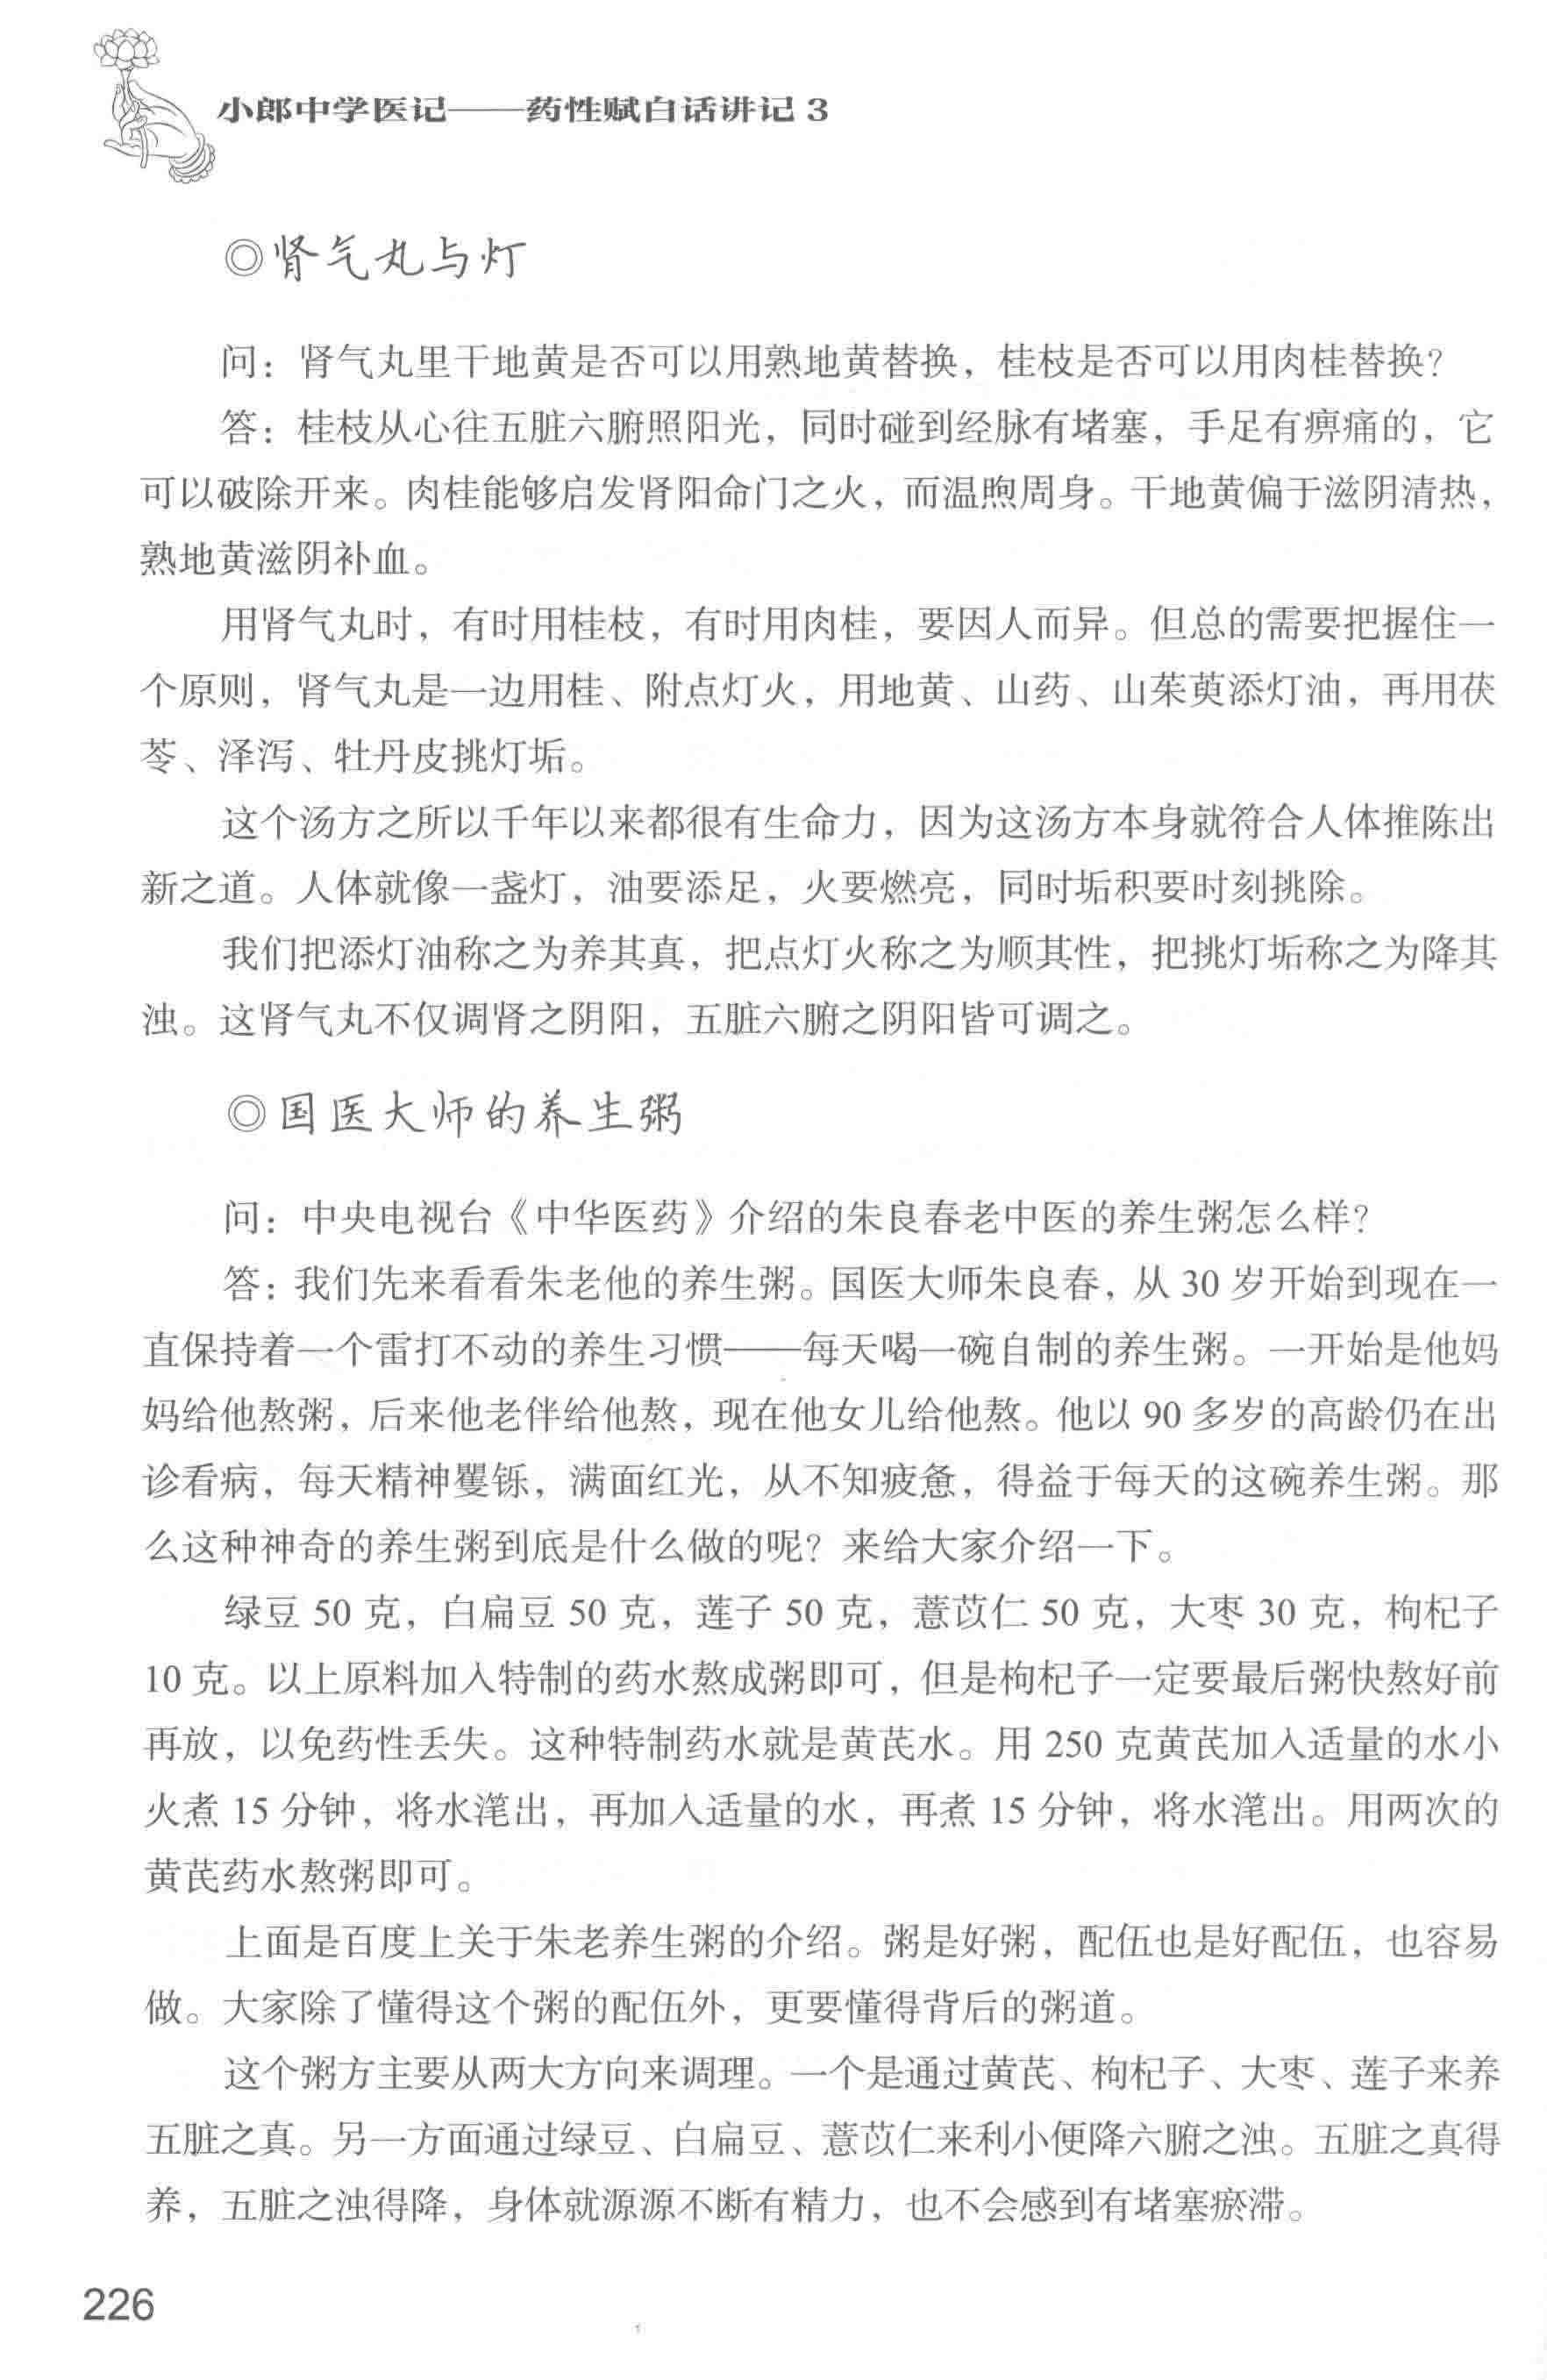 小郎中学医记——药性赋白话讲记 3
◎肾气丸与灯
问：肾气丸里干地黄是否可以用熟地黄替换，桂枝是否可以用肉桂替换？
答：桂枝从心往五脏六腑照阳光，同时碰到经脉有堵塞，手足有痹痛的，它
可以破除开来。肉桂能够启发肾阳命门之火，而温煦周身。干地黄偏于滋阴清热，
熟地黄滋阴补血。
用肾气丸时，有时用桂枝，有时用肉桂，要因人而异。但总的需要把握住一
个原则，肾气丸是一边用桂、附点灯火，用地黄、山药、山茱萸添灯油，再用茯
苓、泽泻、牡丹皮挑灯垢。
这个汤方之所以千年以来都很有生命力，因为这汤方本身就符合人体推陈出
新之道。人体就像一盏灯，油要添足，火要燃亮，同时垢积要时刻挑除。
我们把添灯油称之为养其真，把点灯火称之为顺其性，把挑灯垢称之为降其
浊。这肾气丸不仅调肾之阴阳，五脏六腑之阴阳皆可调之。
◎国医大师的养生粥
问：中央电视台《中华医药》介绍的朱良春老中医的养生粥怎么样？
答：我们先来看看朱老他的养生粥。国医大师朱良春，从 30 岁开始到现在一
直保持着一个雷打不动的养生习惯——每天喝一碗自制的养生粥。一开始是他妈
妈给他熬粥，后来他老伴给他熬，现在他女儿给他熬。他以 90 多岁的高龄仍在出
诊看病，每天精神矍铄，满面红光，从不知疲惫，得益于每天的这碗养生粥。那
么这种神奇的养生粥到底是什么做的呢？来给大家介绍一下。
绿豆 50 克，白扁豆 50 克，莲子 50 克，薏苡仁 50 克，大枣 30 克，枸杞子
10 克。以上原料加入特制的药水熬成粥即可，但是枸杞子一定要最后粥快熬好前
再放，以免药性丢失。这种特制药水就是黄芪水。用 250 克黄芪加入适量的水小
火煮 15 分钟，将水滗出，再加入适量的水，再煮 15 分钟，将水滗出。用两次的
黄芪药水熬粥即可。
上面是百度上关于朱老养生粥的介绍。粥是好粥，配伍也是好配伍，也容易
做。大家除了懂得这个粥的配伍外，更要懂得背后的粥道。
这个粥方主要从两大方向来调理。一个是通过黄芪、枸杞子、大枣、莲子来养
五脏之真。另一方面通过绿豆、白扁豆、薏苡仁来利小便降六腑之浊。五脏之真得
养，五脏之浊得降，身体就源源不断有精力，也不会感到有堵塞瘀滞。
226